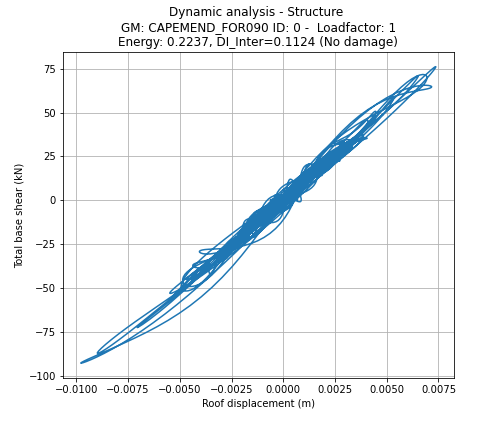 Dynamic analysis - Structure
GM: CAPEMEND_FOR090 ID: 0 -  Loadfactor: 1
Energy: 0.2237, DI_Inter=0.1124 (No damage)
Total base shear (kN)
75
50
25
0
−25
−50
−75
−100
−0.0100 −0.0075 −0.0050 −0.0025 0.0000 0.0025 0.0050 0.0075
Roof displacement (m)